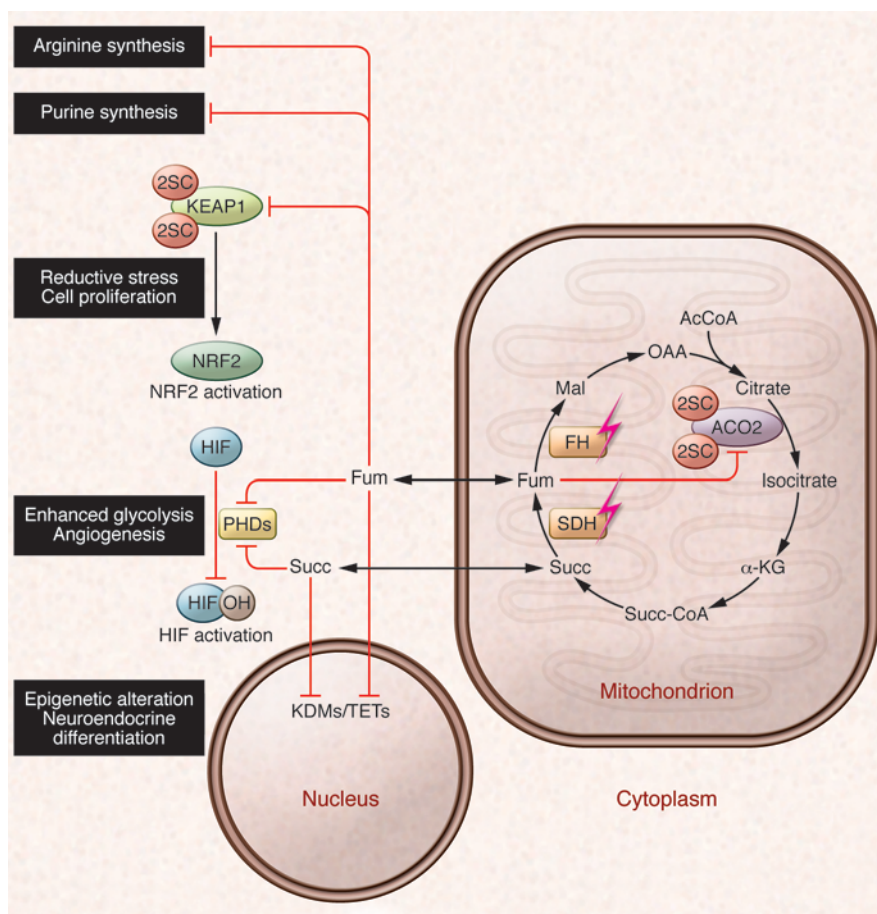 Arginine synthesis
Purine synthesis
2SC
KEAP1
2SC
Reductive stress
Cell proliferation
NRF2
NRF2 activation
HIF
Enhanced glycolysis
Angiogenesis
PHDs
Fum
Succ
HIF
OH
HIF activation
Epigenetic alteration
Neuroendocrine
differentiation
KDMs/TETs
Nucleus
AcCoA
OAA
Mal
Citrate
2SC
ACO2
2SC
FH
Fum
Isocitrate
SDH
Succ
α-KG
Succ-CoA
Mitochondrion
Cytoplasm